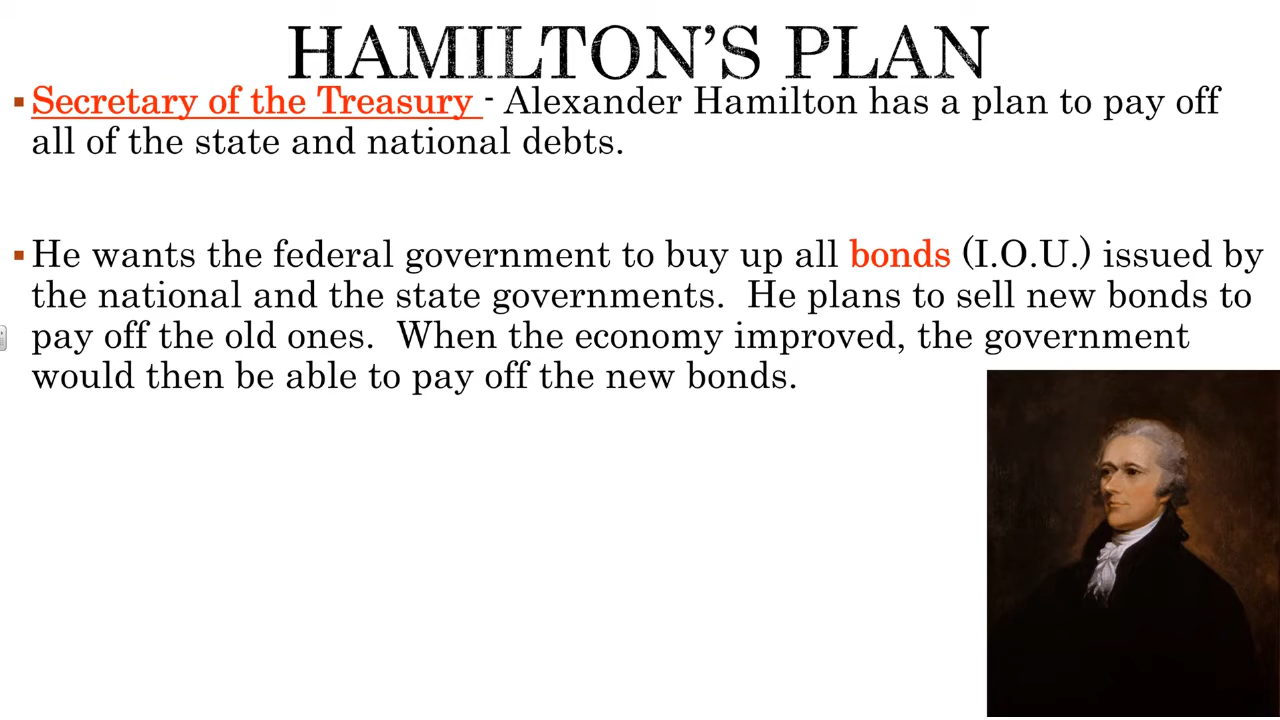 HAMILTON'S PLAN
▪ Secretary of the Treasury - Alexander Hamilton has a plan to pay off
all of the state and national debts.
▪ He wants the federal government to buy up all bonds (I.O.U.) issued by
the national and the state governments.  He plans to sell new bonds to
pay off the old ones.  When the economy improved, the government
would then be able to pay off the new bonds.